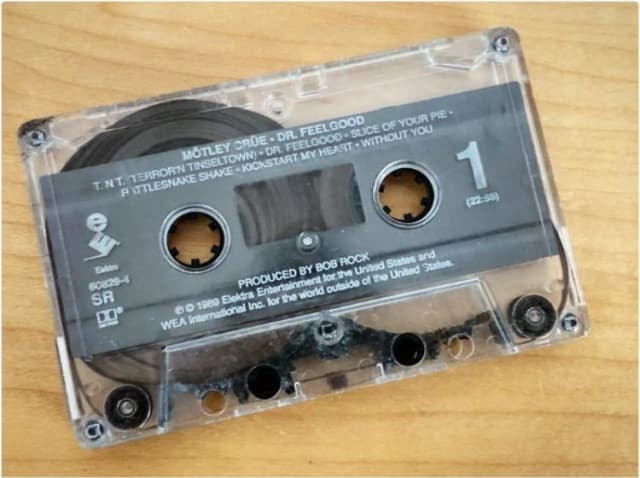 MÖTLEY CRÜE • DR. FEELGOOD
T.N.T. (TERROR'N TINSELTOWN) • DR. FEELGOOD • SLICE OF YOUR PIE •
RATTLESNAKE SHAKE • KICKSTART MY HEART • WITHOUT YOU
1
(22:55)
e
Elektra
60829-4
SR
PRODUCED BY BOB ROCK
℗ © 1989 Elektra Entertainment for the United States and
WEA International Inc. for the world outside of the United States.